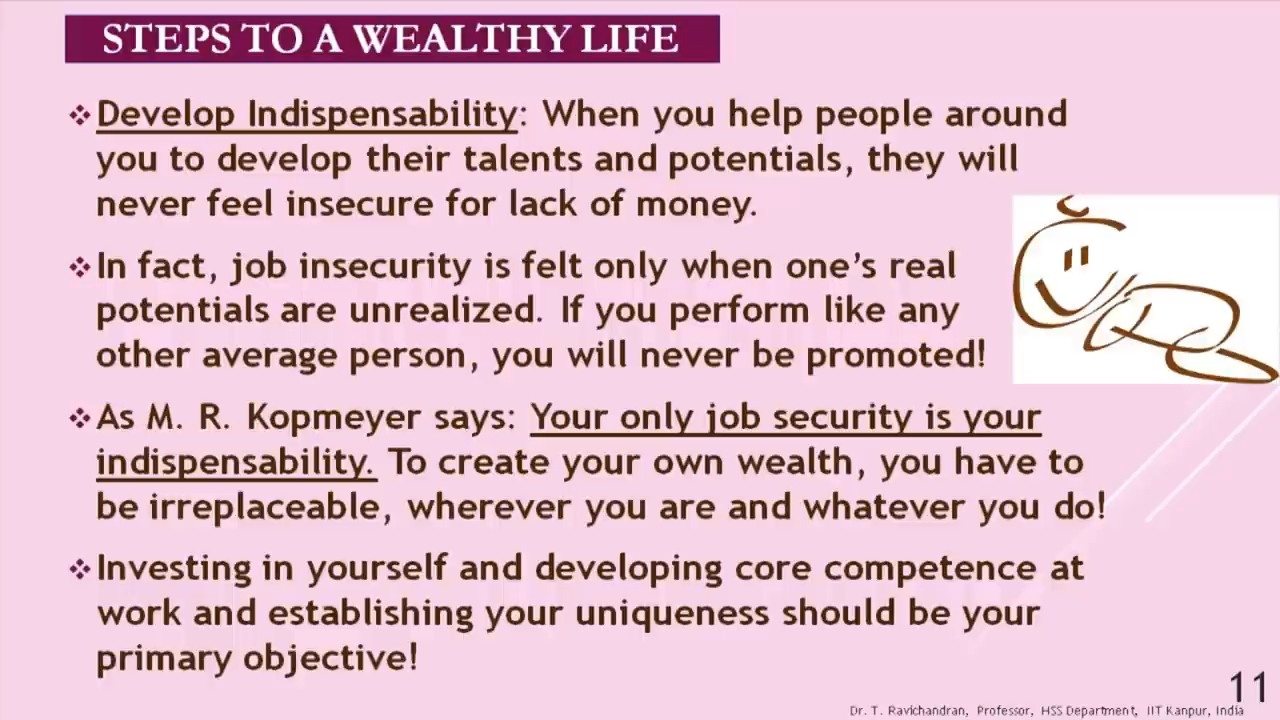 STEPS TO A WEALTHY LIFE
❖Develop Indispensability: When you help people around
you to develop their talents and potentials, they will
never feel insecure for lack of money.
❖In fact, job insecurity is felt only when one's real
potentials are unrealized. If you perform like any
other average person, you will never be promoted!
❖As M. R. Kopmeyer says: Your only job security is your
indispensability. To create your own wealth, you have to
be irreplaceable, wherever you are and whatever you do!
❖Investing in yourself and developing core competence at
work and establishing your uniqueness should be your
primary objective!
11
Dr. T. Ravichandran, Professor, HSS Department, IIT Kanpur, India